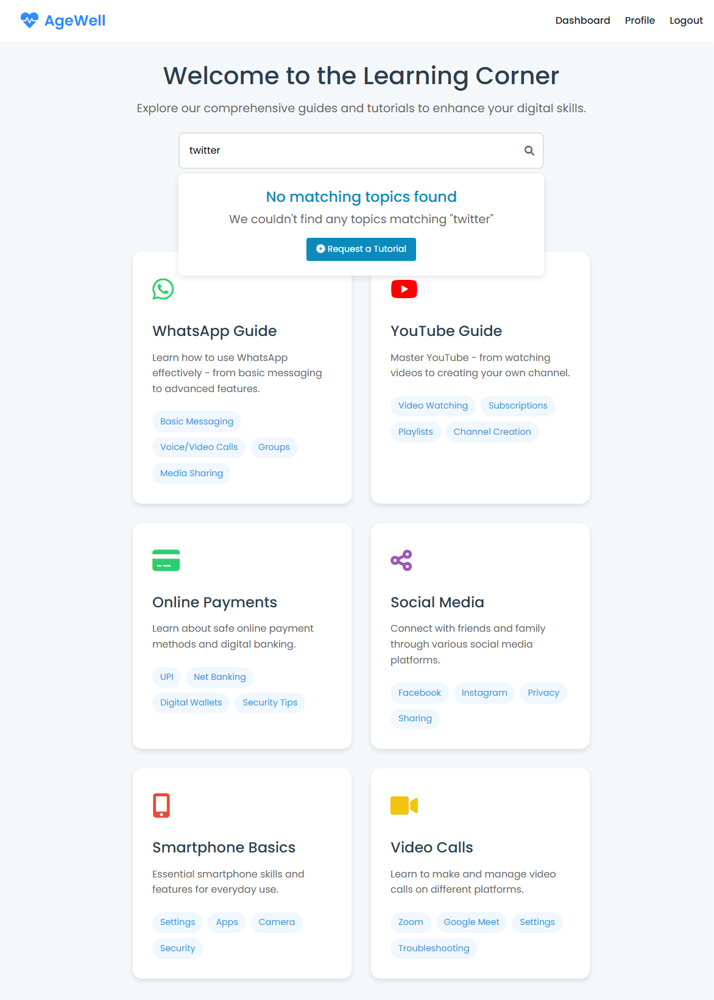 AgeWell
Dashboard Profile Logout
Welcome to the Learning Corner
Explore our comprehensive guides and tutorials to enhance your digital skills.
twitter
No matching topics found
We couldn't find any topics matching "twitter"
Request a Tutorial
WhatsApp Guide
Learn how to use WhatsApp
effectively - from basic messaging
to advanced features.
Basic Messaging
Voice/Video Calls Groups
Media Sharing
YouTube Guide
Master YouTube - from watching
videos to creating your own channel.
Video Watching Subscriptions
Playlists Channel Creation
Online Payments
Learn about safe online payment
methods and digital banking.
UPI Net Banking
Digital Wallets Security Tips
Social Media
Connect with friends and family
through various social media
platforms.
Facebook Instagram Privacy
Sharing
Smartphone Basics
Essential smartphone skills and
features for everyday use.
Settings Apps Camera
Security
Video Calls
Learn to make and manage video
calls on different platforms.
Zoom Google Meet Settings
Troubleshooting